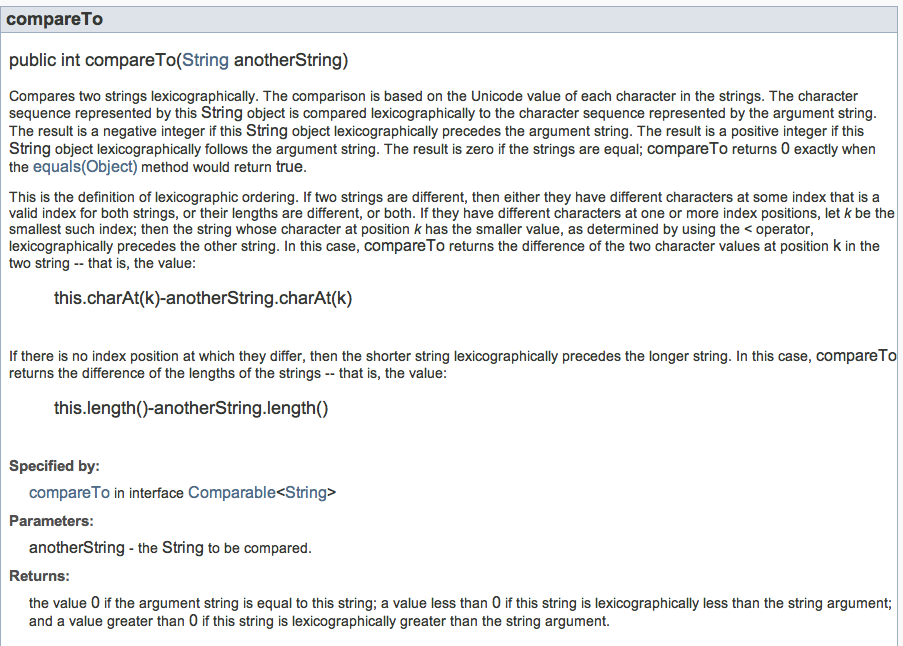 compareTo
public int compareTo(String anotherString)
Compares two strings lexicographically. The comparison is based on the Unicode value of each character in the strings. The character
sequence represented by this String object is compared lexicographically to the character sequence represented by the argument string.
The result is a negative integer if this String object lexicographically precedes the argument string. The result is a positive integer if this
String object lexicographically follows the argument string. The result is zero if the strings are equal; compareTo returns 0 exactly when
the equals(Object) method would return true.
This is the definition of lexicographic ordering. If two strings are different, then either they have different characters at some index that is a
valid index for both strings, or their lengths are different, or both. If they have different characters at one or more index positions, let k be the
smallest such index; then the string whose character at position k has the smaller value, as determined by using the < operator,
lexicographically precedes the other string. In this case, compareTo returns the difference of the two character values at position k in the
two string -- that is, the value:
this.charAt(k)-anotherString.charAt(k)
If there is no index position at which they differ, then the shorter string lexicographically precedes the longer string. In this case, compareTo
returns the difference of the lengths of the strings -- that is, the value:
this.length()-anotherString.length()
Specified by:
compareTo in interface Comparable<String>
Parameters:
anotherString - the String to be compared.
Returns:
the value 0 if the argument string is equal to this string; a value less than 0 if this string is lexicographically less than the string argument;
and a value greater than 0 if this string is lexicographically greater than the string argument.